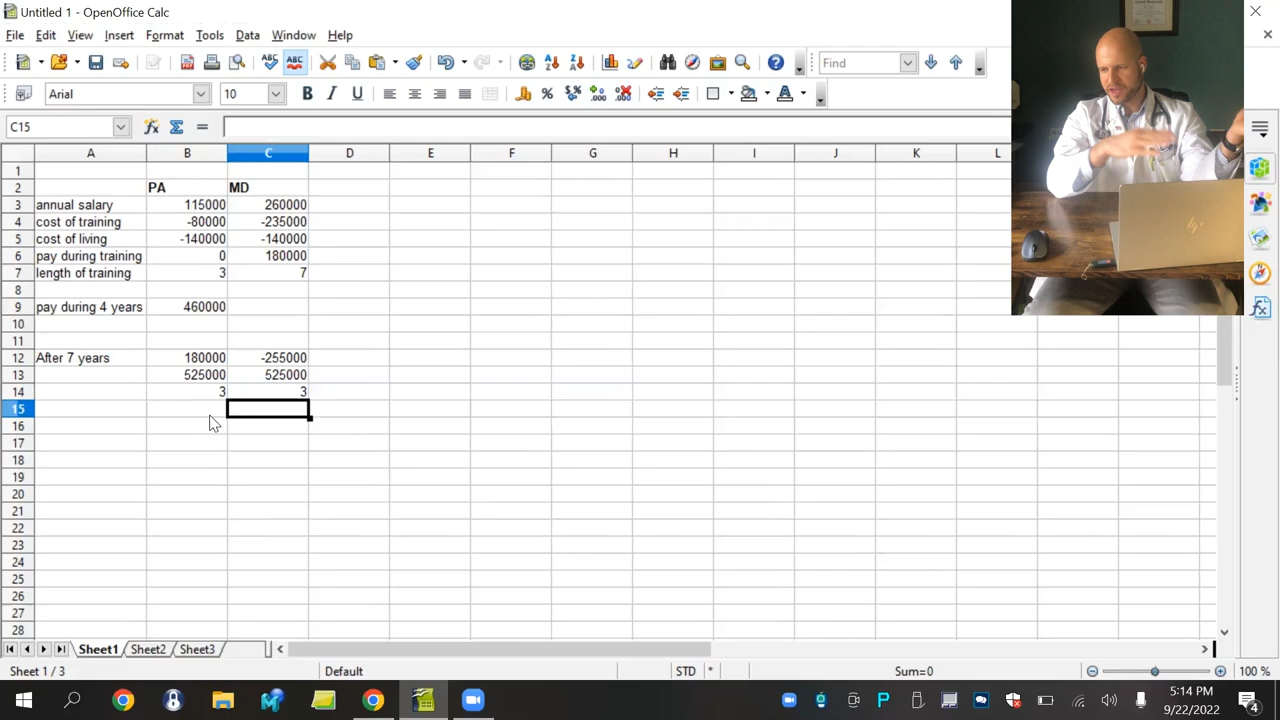 Untitled 1 - OpenOffice Calc
File Edit View Insert Format Tools Data Window Help
Find
Arial 10
C15
A B C D E F G H I J K L
1
2 PA MD
3 annual salary 115000 260000
4 cost of training -80000 -235000
5 cost of living -140000 -140000
6 pay during training 0 180000
7 length of training 3 7
8
9 pay during 4 years 460000
10
11
12 After 7 years 180000 -255000
13 525000 525000
14 3 3
15
16
17
18
19
20
21
22
23
24
25
26
27
28
Sheet1 Sheet2 Sheet3
Sheet 1 / 3 Default STD * Sum=0 100 %
5:14 PM
9/22/2022
4